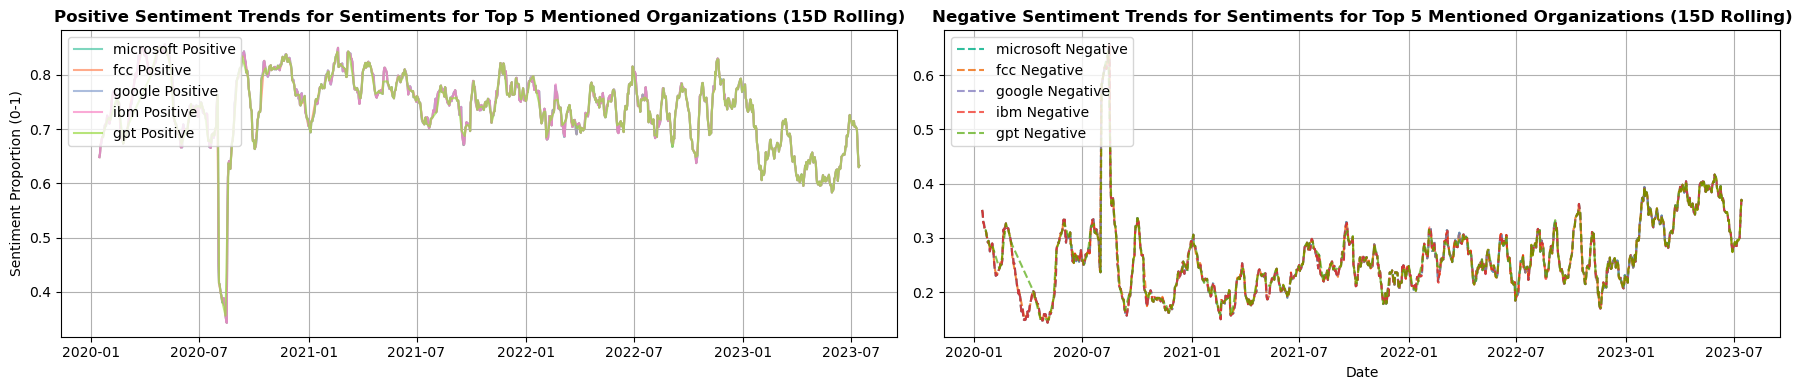 Positive Sentiment Trends for Sentiments for Top 5 Mentioned Organizations (15D Rolling)
Sentiment Proportion (0-1)
0.8
0.7
0.6
0.5
0.4
microsoft Positive
fcc Positive
google Positive
ibm Positive
gpt Positive
2020-01
2020-07
2021-01
2021-07
2022-01
2022-07
2023-01
2023-07
Negative Sentiment Trends for Sentiments for Top 5 Mentioned Organizations (15D Rolling)
0.6
0.5
0.4
0.3
0.2
microsoft Negative
fcc Negative
google Negative
ibm Negative
gpt Negative
2020-01
2020-07
2021-01
2021-07
2022-01
2022-07
2023-01
2023-07
Date